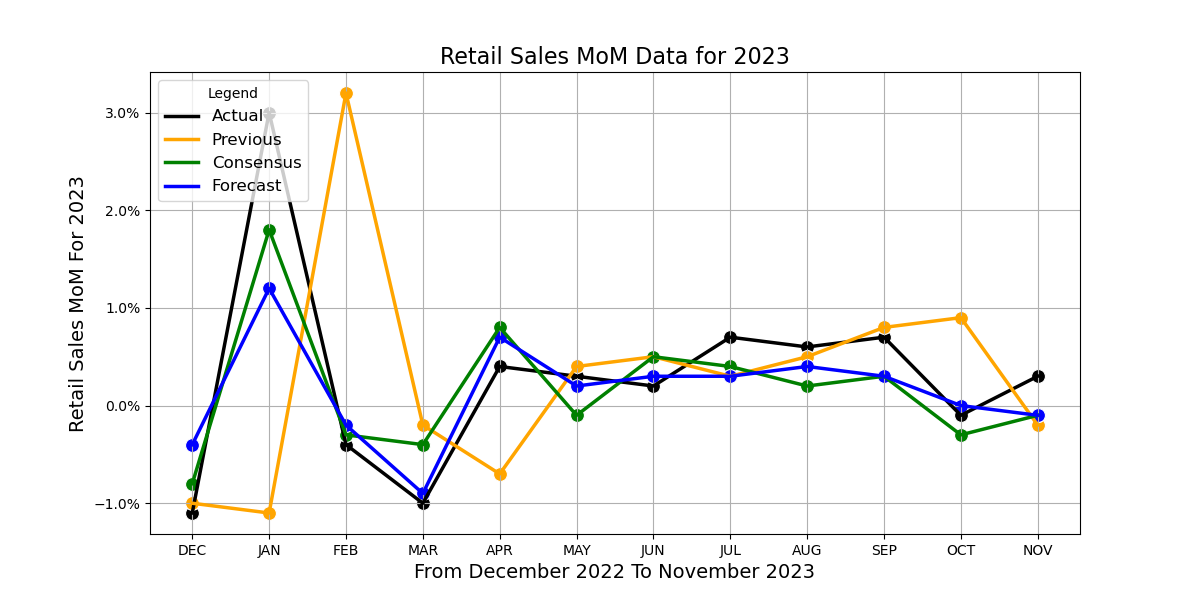 Retail Sales MoM Data for 2023
Legend
Actual
Previous
Consensus
Forecast
3.0%
2.0%
1.0%
0.0%
−1.0%
Retail Sales MoM For 2023
DEC JAN FEB MAR APR MAY JUN JUL AUG SEP OCT NOV
From December 2022 To November 2023